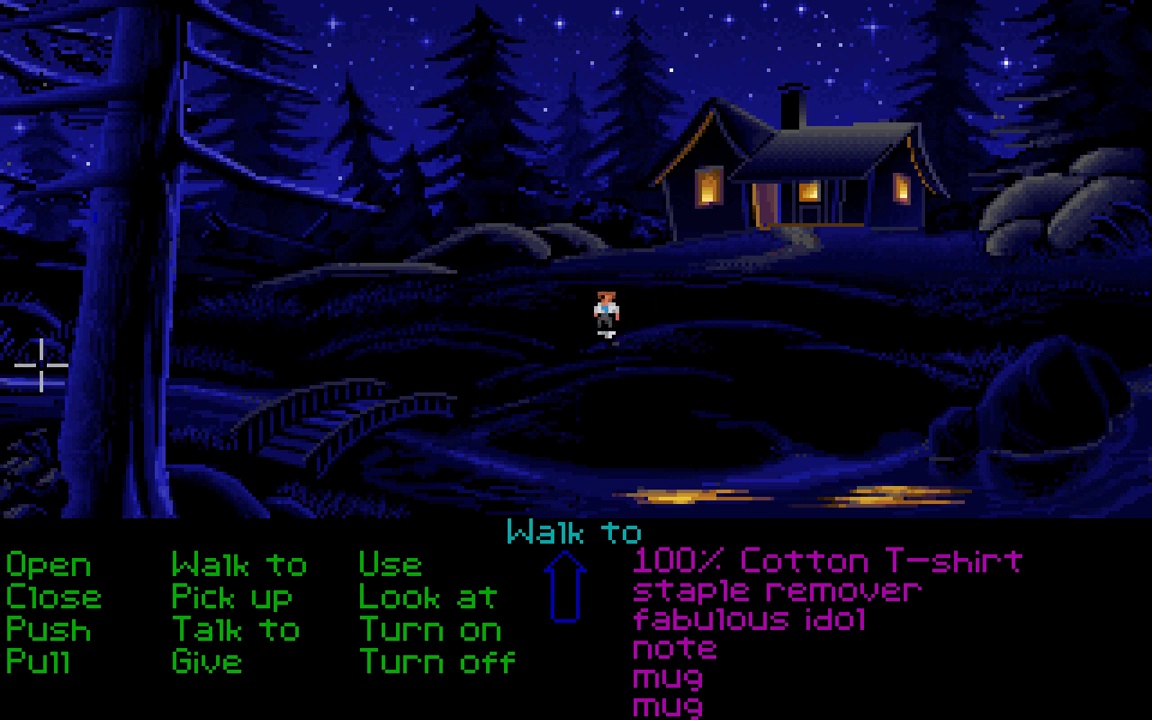 Walk to
Open Walk to Use
Close Pick up Look at
Push Talk to Turn on
Pull Give Turn off
100% Cotton T-shirt
staple remover
fabulous idol
note
mug
mug